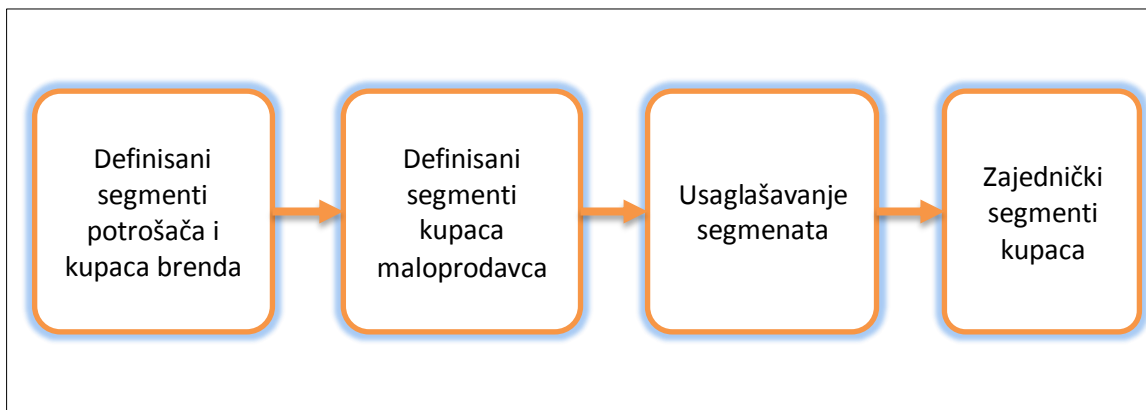 Definisani
segmenti
potrošača i
kupaca brenda
Definisani
segmenti
kupaca
maloprodavca
Usaglašavanje
segmenata
Zajednički
segmenti
kupaca